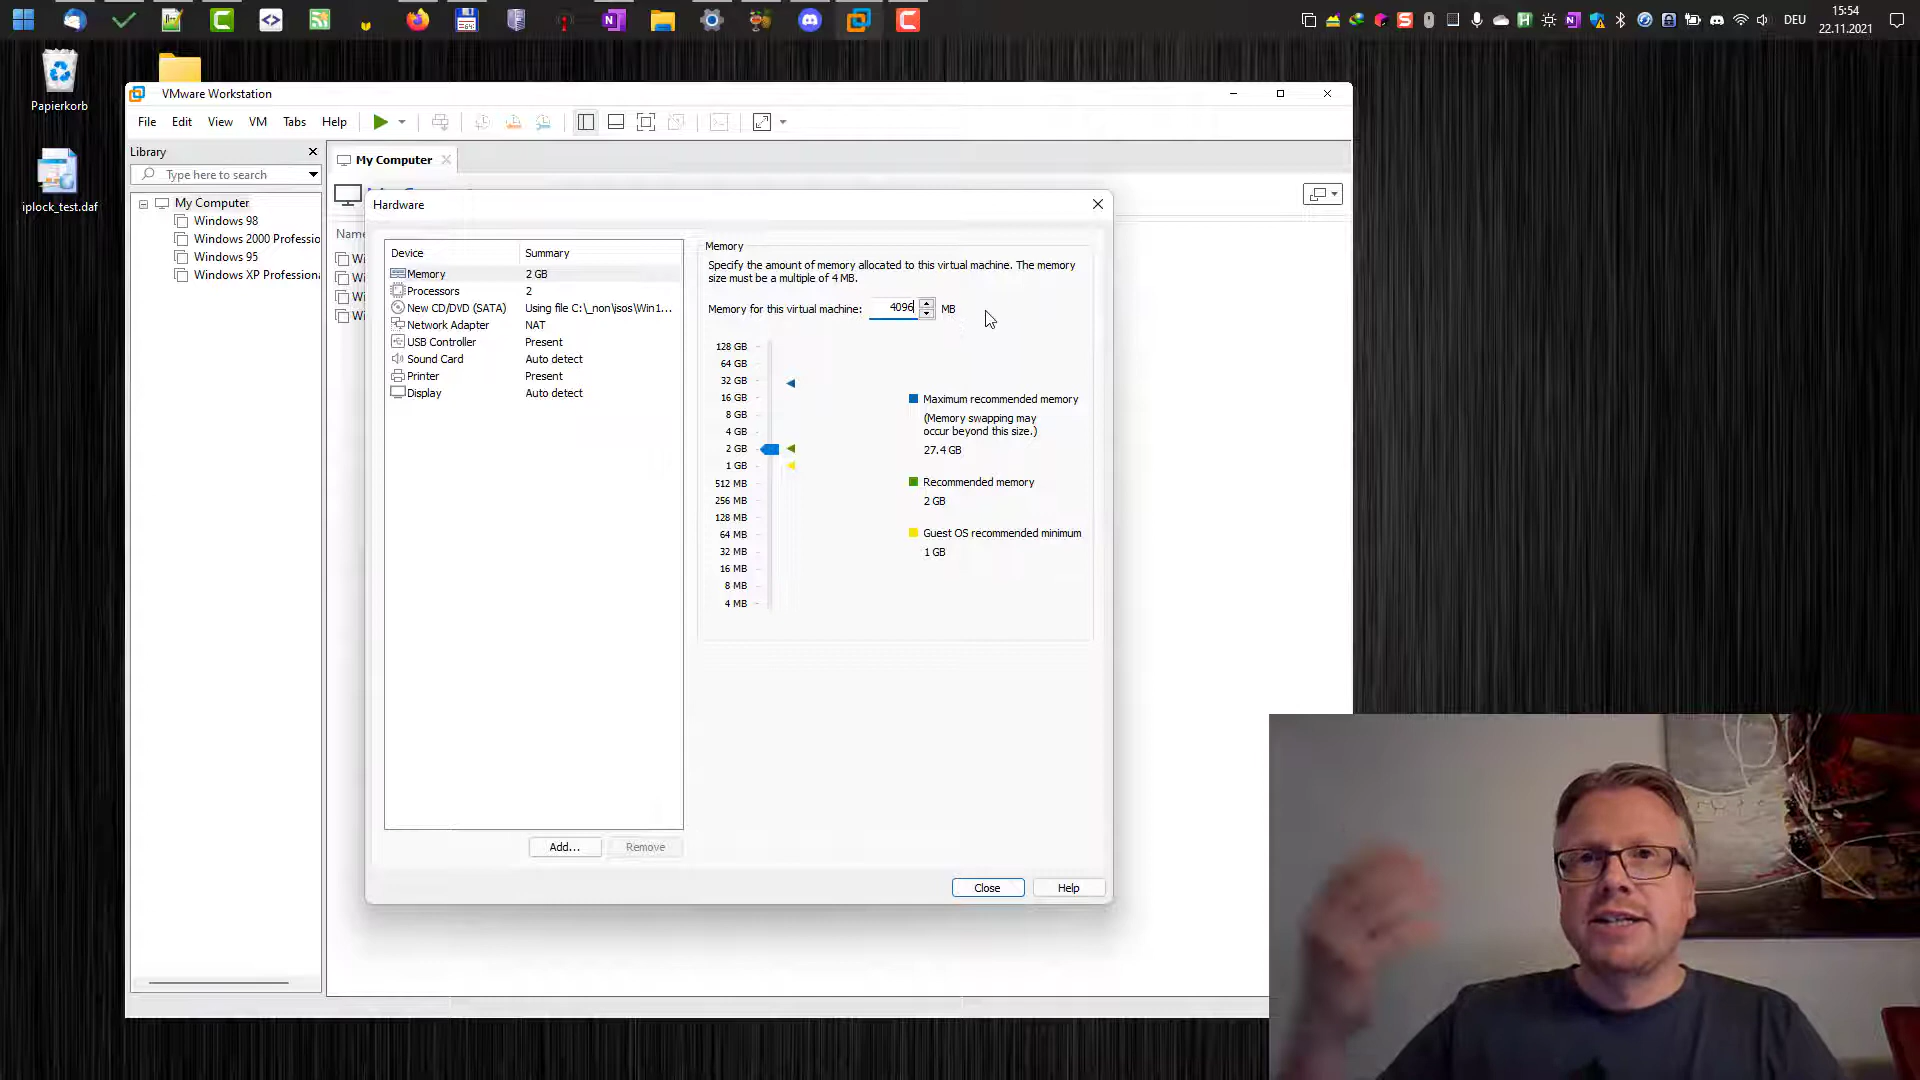 15:54
DEU
22.11.2021
Papierkorb
iplock_test.daf
VMware Workstation
File Edit View VM Tabs Help
Library
Type here to search
My Computer
Windows 98
Windows 2000 Professio
Windows 95
Windows XP Profession
My Computer
Name
Wi
Wi
Wi
Wi
Hardware
Device Summary
Memory 2 GB
Processors 2
New CD/DVD (SATA) Using file C:\_non\isos\Win1...
Network Adapter NAT
USB Controller Present
Sound Card Auto detect
Printer Present
Display Auto detect
Add... Remove
Memory
Specify the amount of memory allocated to this virtual machine. The memory
size must be a multiple of 4 MB.
Memory for this virtual machine: 4096 MB
128 GB
64 GB
32 GB
16 GB
8 GB
4 GB
2 GB
1 GB
512 MB
256 MB
128 MB
64 MB
32 MB
16 MB
8 MB
4 MB
Maximum recommended memory
(Memory swapping may
occur beyond this size.)
27.4 GB
Recommended memory
2 GB
Guest OS recommended minimum
1 GB
Close Help